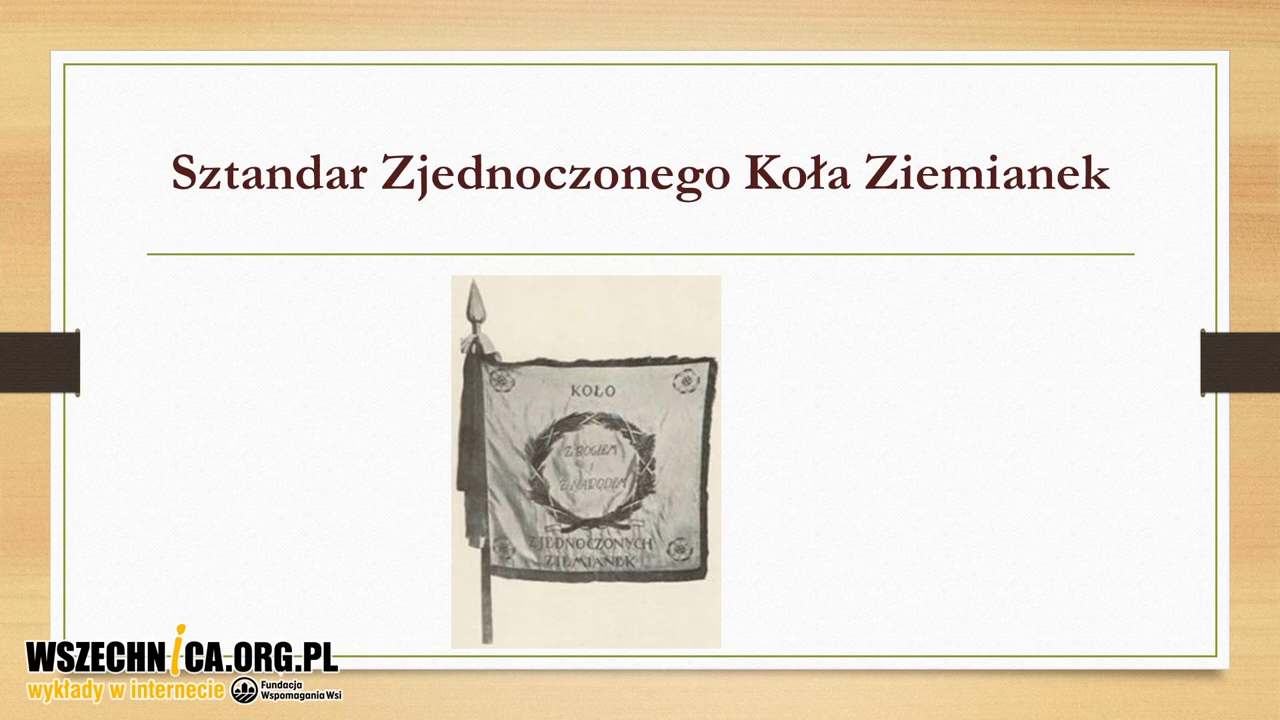 Sztandar Zjednoczonego Koła Ziemianek
KOŁO
Z BOGIEM
I
Z NARODEM
ZJEDNOCZONYCH
ZIEMIANEK
WSZECHNiCA.ORG.PL
wykłady w internecie
Fundacja
Wspomagania Wsi